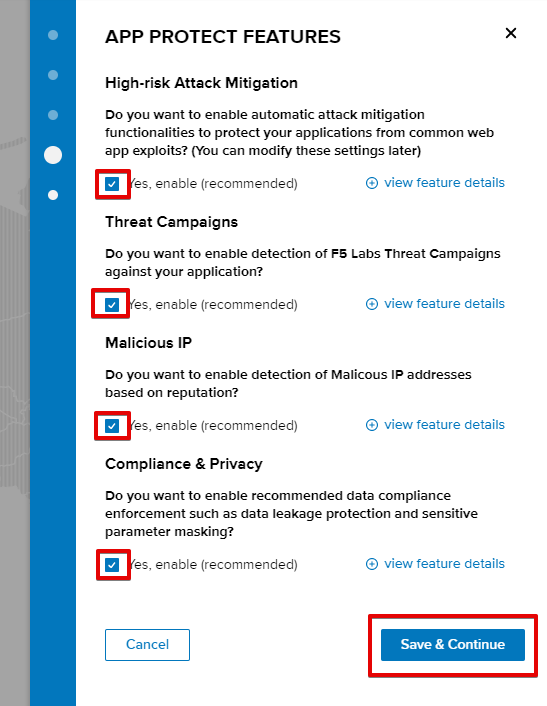 APP PROTECT FEATURES
High-risk Attack Mitigation
Do you want to enable automatic attack mitigation
functionalities to protect your applications from common web
app exploits? (You can modify these settings later)
Yes, enable (recommended)
view feature details
Threat Campaigns
Do you want to enable detection of F5 Labs Threat Campaigns
against your application?
Yes, enable (recommended)
view feature details
Malicious IP
Do you want to enable detection of Malicous IP addresses
based on reputation?
Yes, enable (recommended)
view feature details
Compliance & Privacy
Do you want to enable recommended data compliance
enforcement such as data leakage protection and sensitive
parameter masking?
Yes, enable (recommended)
view feature details
Cancel
Save & Continue